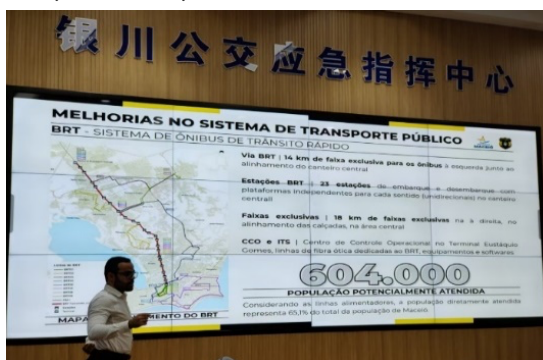 银川公交应急指挥中心
MELHORIAS NO SISTEMA DE TRANSPORTE PÚBLICO
BRT - SISTEMA DE ÔNIBUS DE TRÂNSITO RÁPIDO
Via BRT | 14 km de faixa exclusiva para os ônibus à esquerda junto ao
alinhamento do canteiro central
Estações BRT | 23 estações de embarque e desembarque com
plataformas independentes para cada sentido (unidirecionais) no canteiro
central
Faixas exclusivas | 18 km de faixas exclusivas na à direita, no
alinhamento das calçadas, na área central
CCO e ITS | Centro de Controle Operacional no Terminal Eustáquio
Gomes, linhas de fibra ótica dedicadas ao BRT, equipamentos e softwares
604.000
POPULAÇÃO POTENCIALMENTE ATENDIDA
Considerando as linhas alimentadores, a população diretamente atendida
representa 65,1% do total da população de Maceió
MAPA MENTO DO BRT